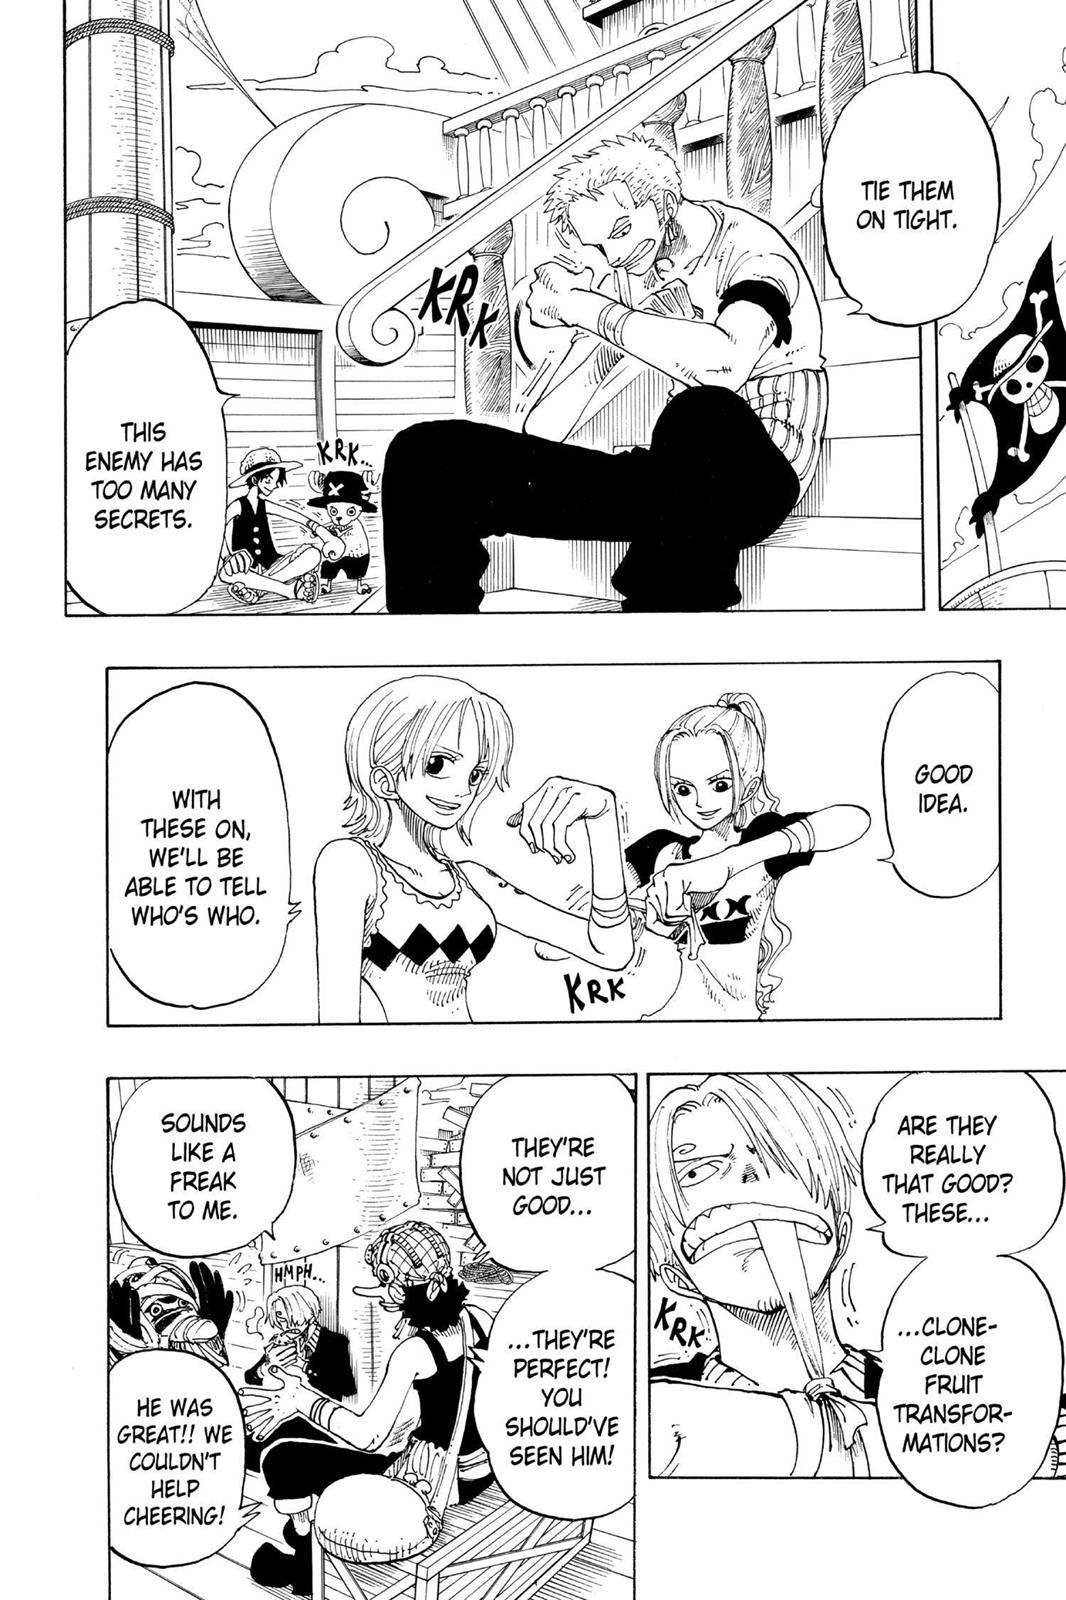 TIE THEM
ON TIGHT.
KRK
THIS
ENEMY HAS
TOO MANY
SECRETS.
KRK...
GOOD
IDEA.
WITH
THESE ON,
WE'LL BE
ABLE TO TELL
WHO'S WHO.
KRK
ARE THEY
REALLY
THAT GOOD?
THESE...
...CLONE-
CLONE
FRUIT
TRANSFOR-
MATIONS?
KRK
THEY'RE
NOT JUST
GOOD...
...THEY'RE
PERFECT!
YOU
SHOULD'VE
SEEN HIM!
SOUNDS
LIKE A
FREAK
TO ME.
HMPH...
HE WAS
GREAT!! WE
COULDN'T
HELP
CHEERING!